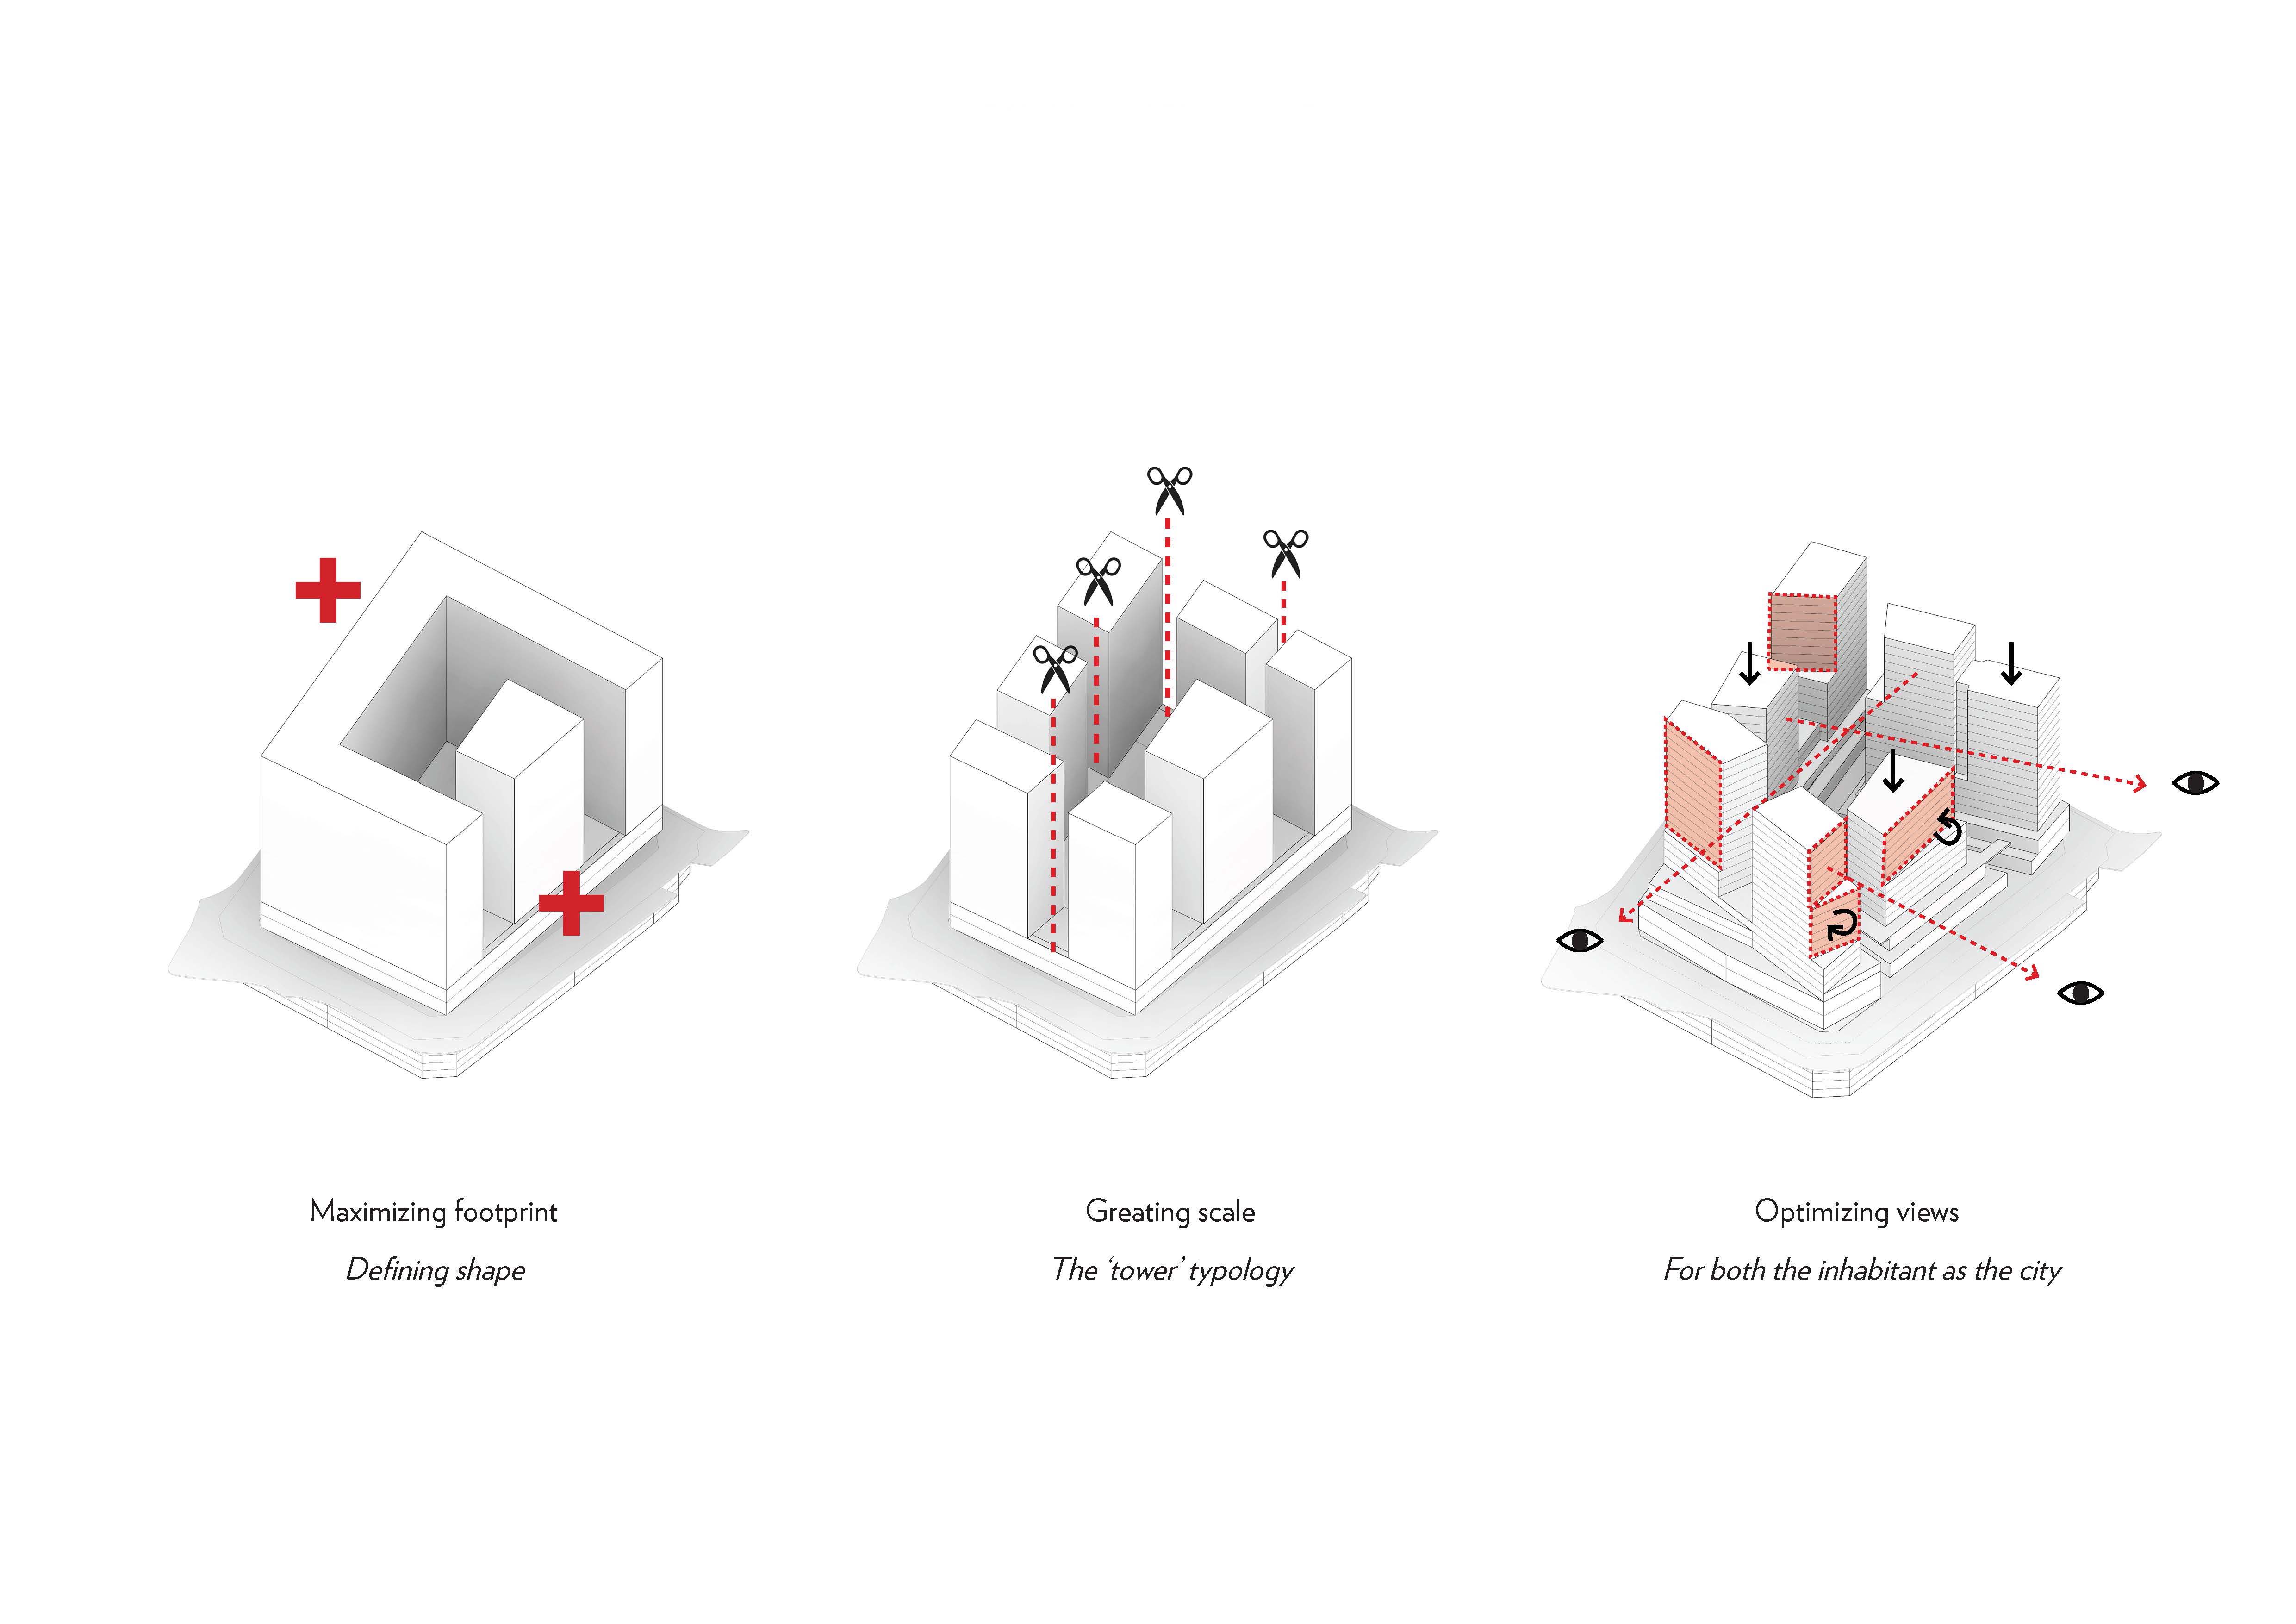 Maximizing footprint
Defining shape
Greating scale
The ‘tower’ typology
Optimizing views
For both the inhabitant as the city